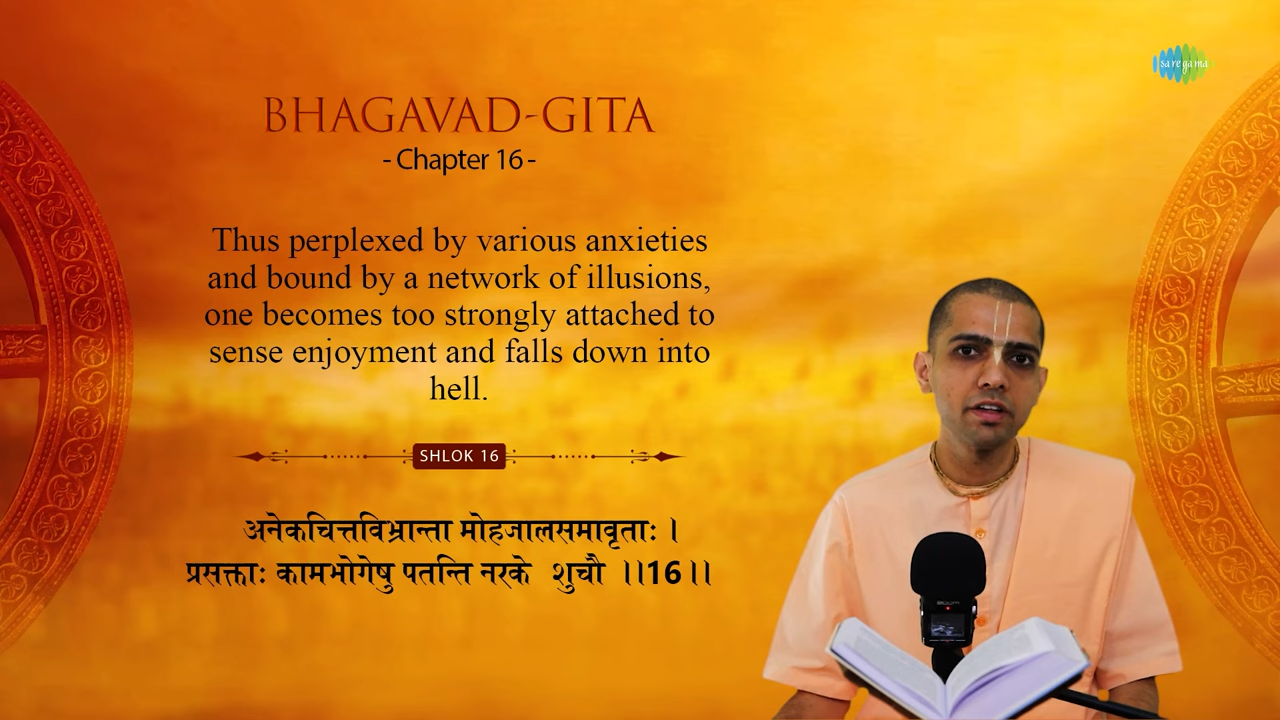 saregama
BHAGAVAD-GITA
- Chapter 16 -
Thus perplexed by various anxieties
and bound by a network of illusions,
one becomes too strongly attached to
sense enjoyment and falls down into
hell.
SHLOK 16
अनेकचित्तविभ्रान्ता मोहजालसमावृताः ।
प्रसक्ताः कामभोगेषु पतन्ति नरके शुचौ ।।16।।